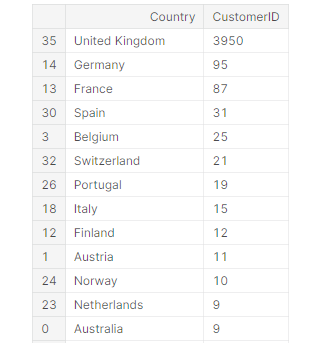 Country CustomerID
35 United Kingdom 3950
14 Germany 95
13 France 87
30 Spain 31
3 Belgium 25
32 Switzerland 21
26 Portugal 19
18 Italy 15
12 Finland 12
1 Austria 11
24 Norway 10
23 Netherlands 9
0 Australia 9